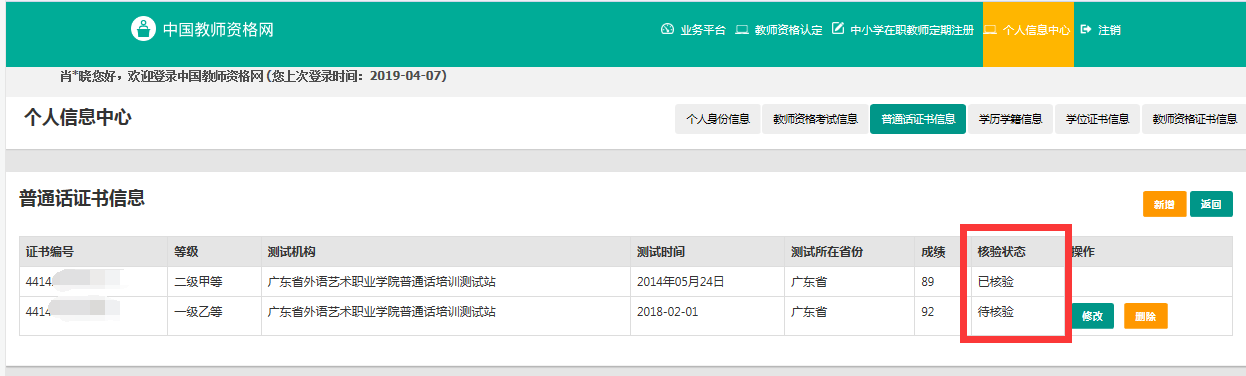 中国教师资格网 业务平台 教师资格认定 中小学在职教师定期注册 个人信息中心 注销
肖*晓您好，欢迎登录中国教师资格网 (您上次登录时间：2019-04-07)
个人信息中心 个人身份信息 教师资格考试信息 普通话证书信息 学历学籍信息 学位证书信息 教师资格证书信息
普通话证书信息 新增 返回
证书编号 等级 测试机构 测试时间 测试所在省份 成绩 核验状态 操作
4414 二级甲等 广东省外语艺术职业学院普通话培训测试站 2014年05月24日 广东省 89 已核验
4414 一级乙等 广东省外语艺术职业学院普通话培训测试站 2018-02-01 广东省 92 待核验 修改 删除